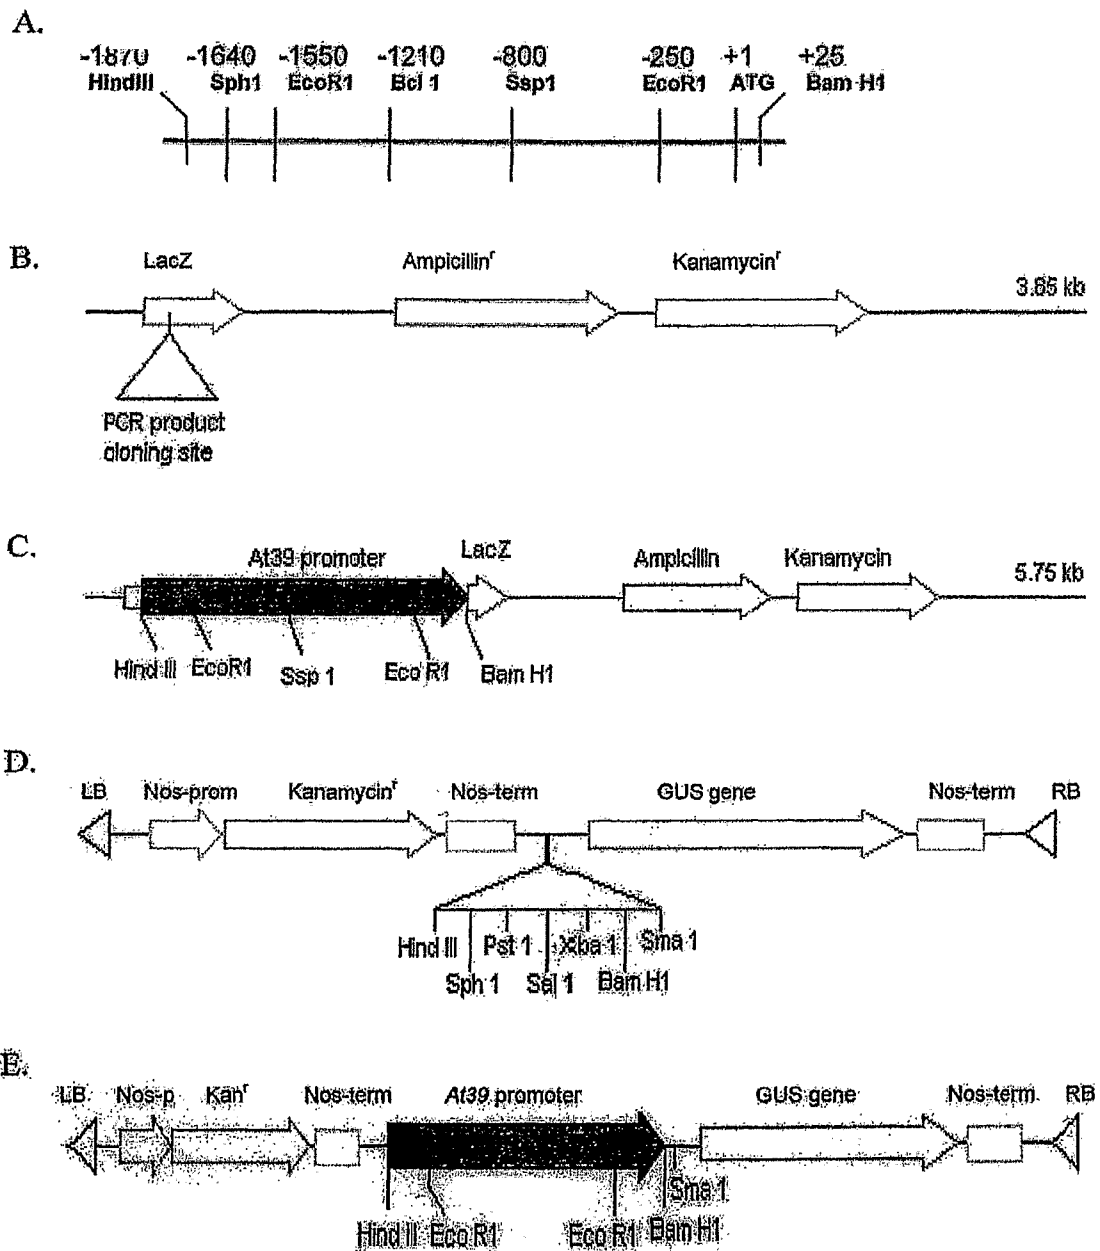 A.
-1870 -1640 -1550 -1210 -800 -250 +1 +25
HindIII Sph1 EcoR1 Bcl 1 Ssp1 EcoR1 ATG Bam H1
B.
LacZ Ampicillinʳ Kanamycinʳ
3.85 kb
PCR product
cloning site
C.
At39 promoter LacZ Ampicillin Kanamycin
5.75 kb
Hind III EcoR1 Ssp 1 Eco R1 Bam H1
D.
LB Nos-prom Kanamycinʳ Nos-term GUS gene Nos-term RB
Hind III Pst 1 Xba 1 Sma 1
Sph 1 Sal 1 Bam H1
E.
LB Nos-p Kanʳ Nos-term At39 promoter GUS gene Nos-term RB
Sma 1
Hind II Eco R1 Eco R1 Bam H1